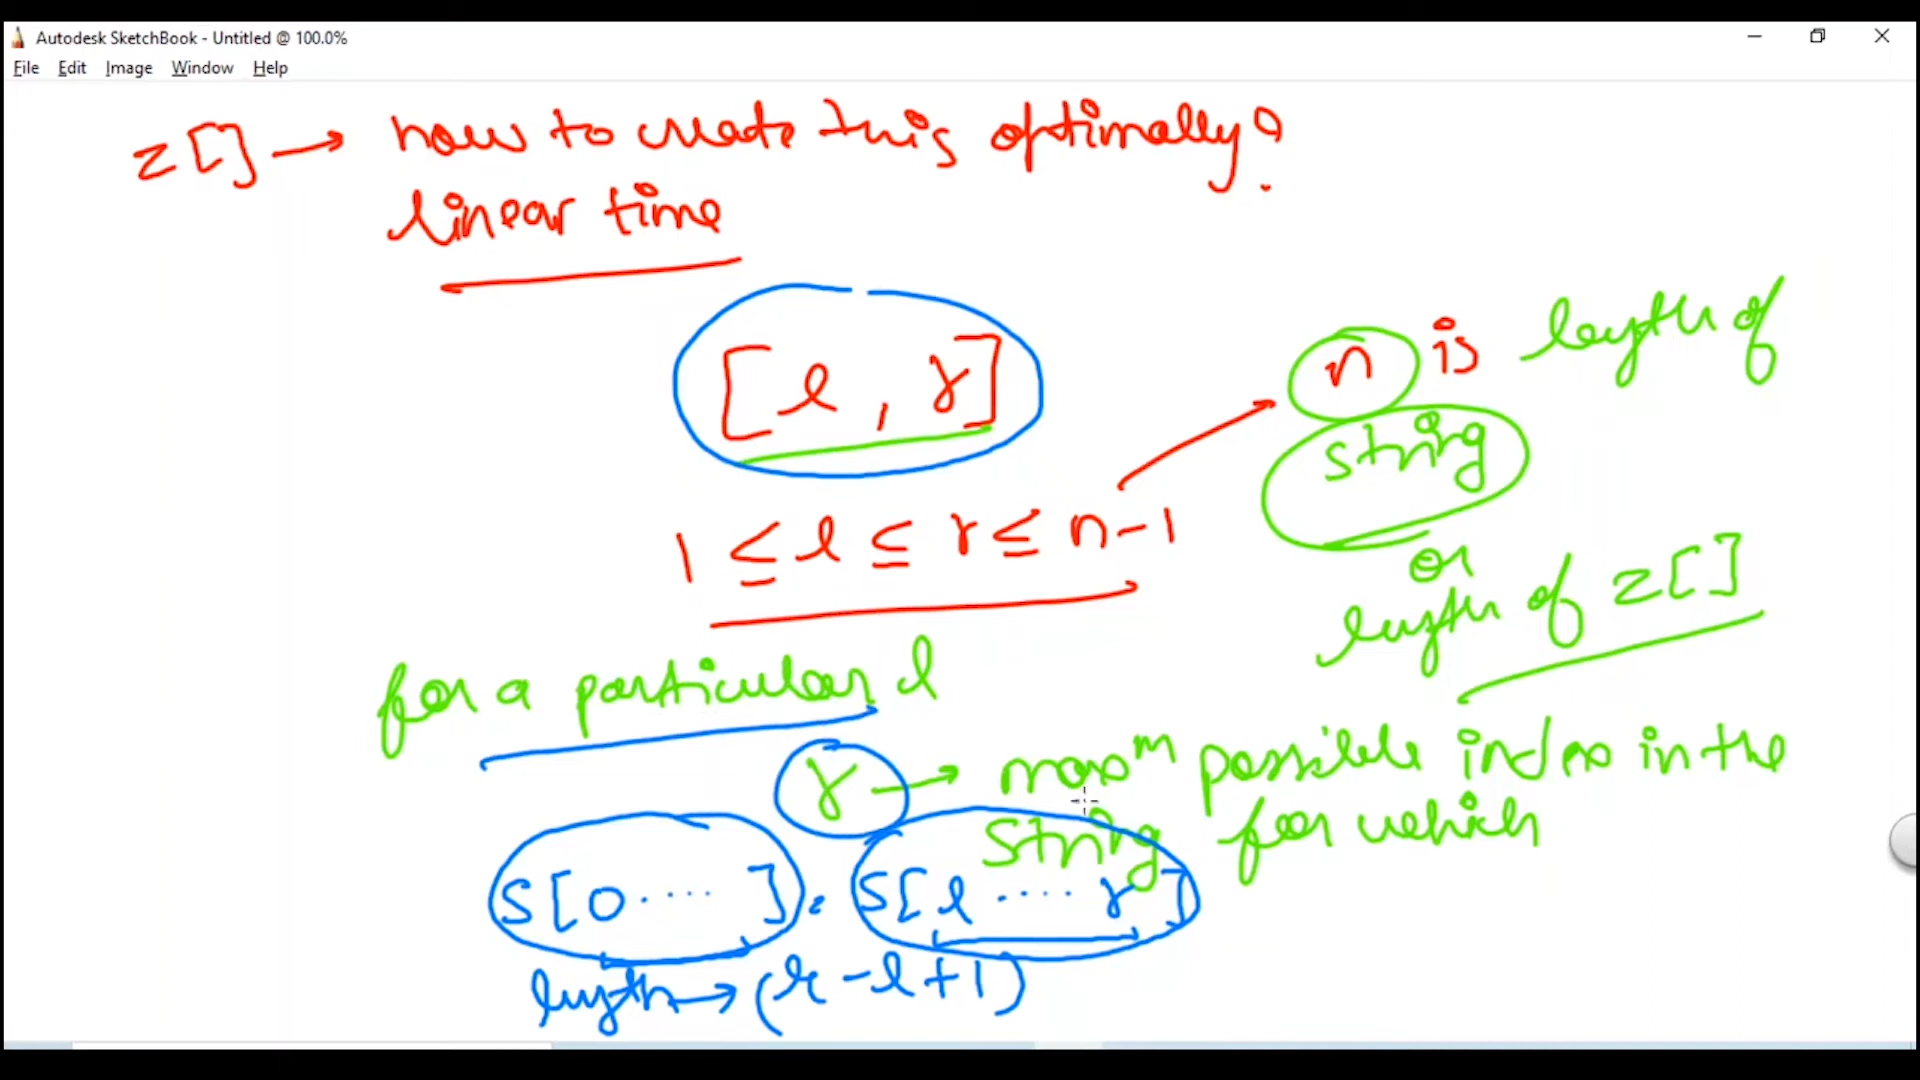 Autodesk SketchBook - Untitled @ 100.0%
File Edit Image Window Help
z[] → how to create this optimally?
linear time
[l, r]
n is length of
string
1 ≤ l ≤ r ≤ n-1
or
length of z[]
for a particular l
r → maxm possible index in the
string for which
S[0 .... ] = S[l .... r]
length → (r-l+1)